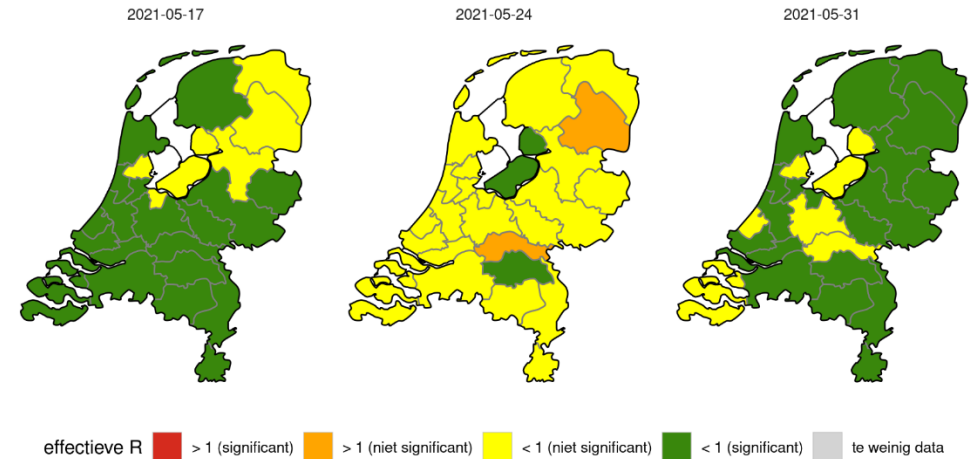 2021-05-17 2021-05-24 2021-05-31
effectieve R > 1 (significant) > 1 (niet significant) < 1 (niet significant) < 1 (significant) te weinig data